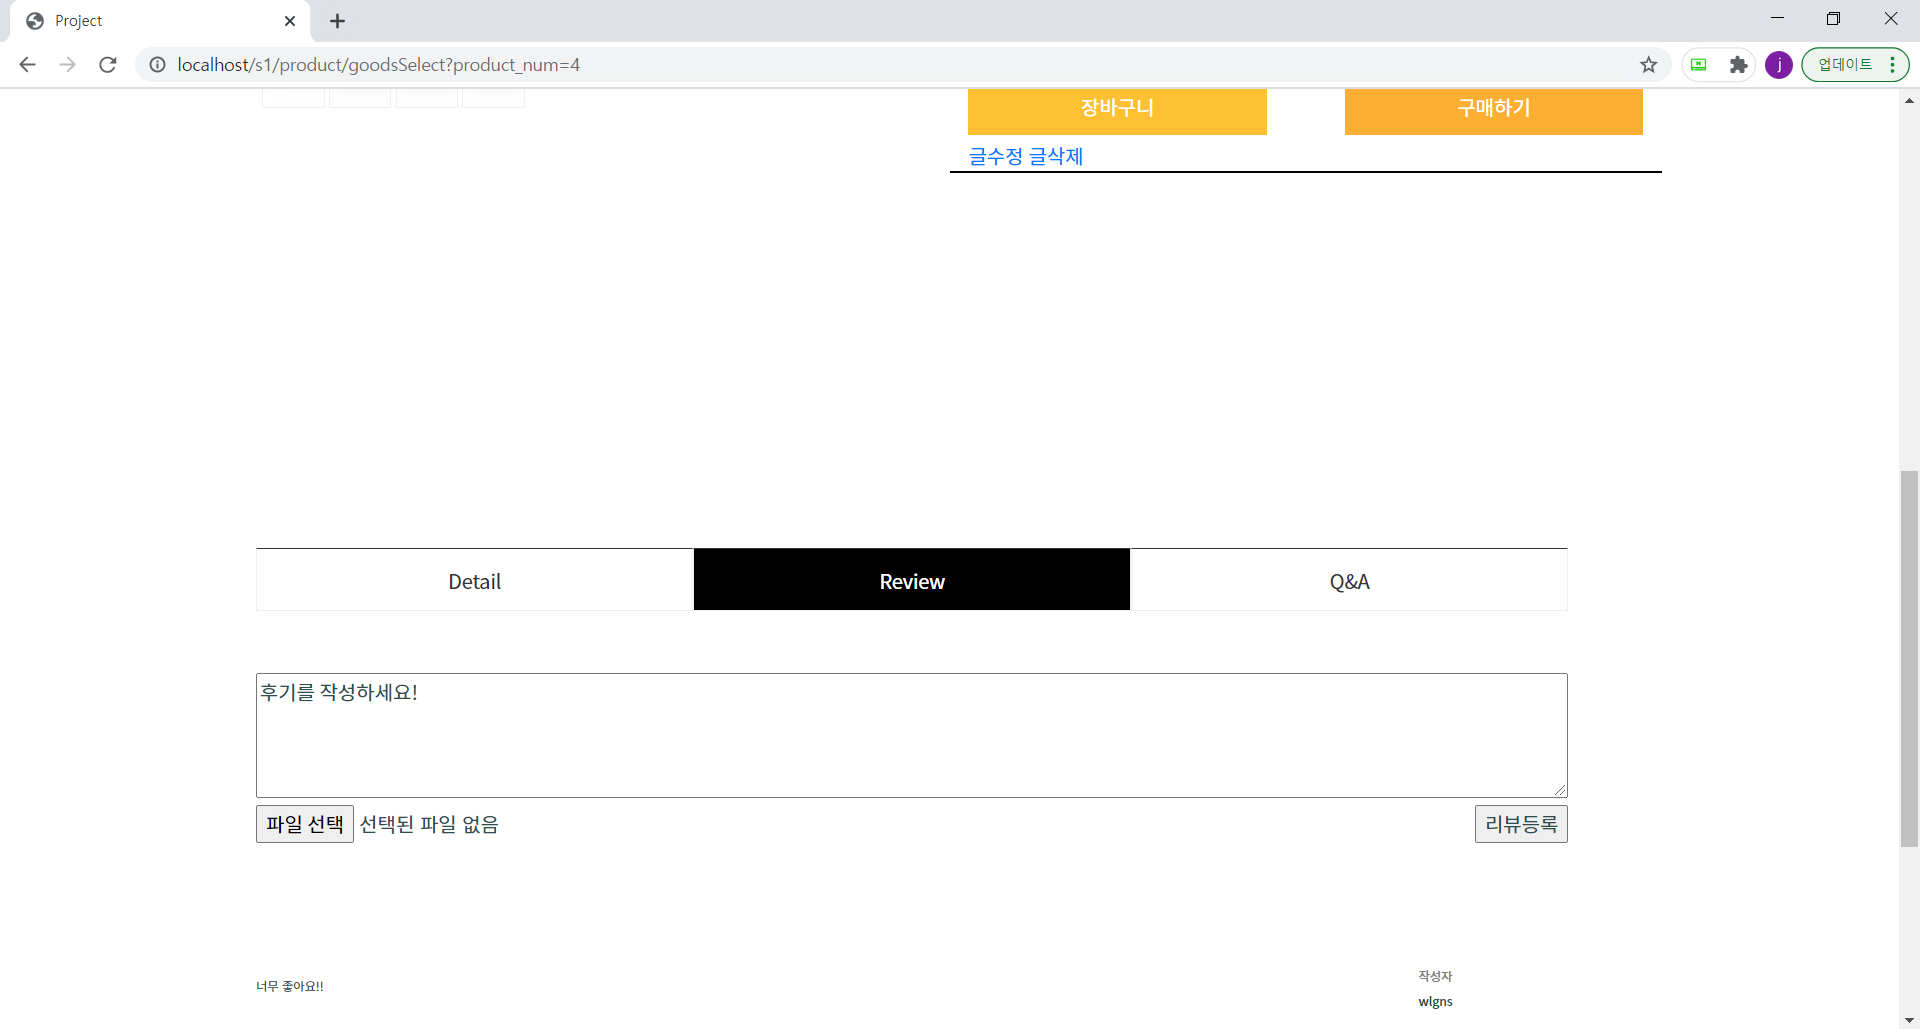 Project
localhost/s1/product/goodsSelect?product_num=4
j
업데이트
장바구니
구매하기
글수정 글삭제
Detail
Review
Q&A
후기를 작성하세요!
파일 선택 선택된 파일 없음
리뷰등록
작성자
너무 좋아요!!
wlgns